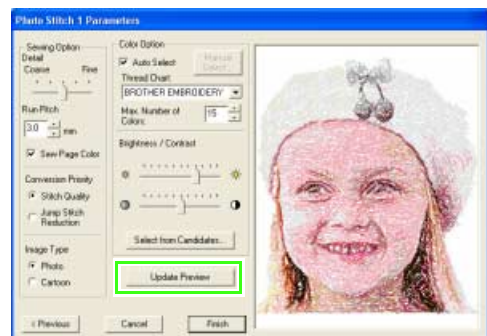 Photo Stitch 1 Parameters
Sewing Option
Detail
Coarse Fine
Run Pitch
3.0 mm
Sew Page Color
Conversion Priority
Stitch Quality
Jump Stitch
Reduction
Image Type
Photo
Cartoon
Color Option
Auto Select
Manual
Select...
Thread Chart
BROTHER EMBROIDERY
Max. Number of
Colors:
15
Brightness / Contrast
Select from Candidates...
Update Preview
< Previous
Cancel
Finish